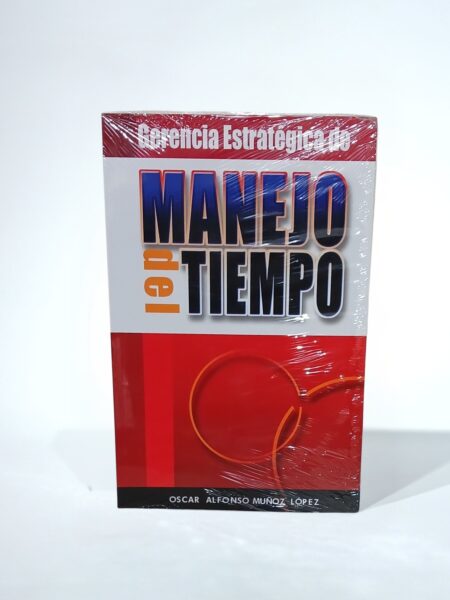 Gerencia Estratégica de
MANEJO
del
TIEMPO
OSCAR ALFONSO MUÑOZ LÓPEZ